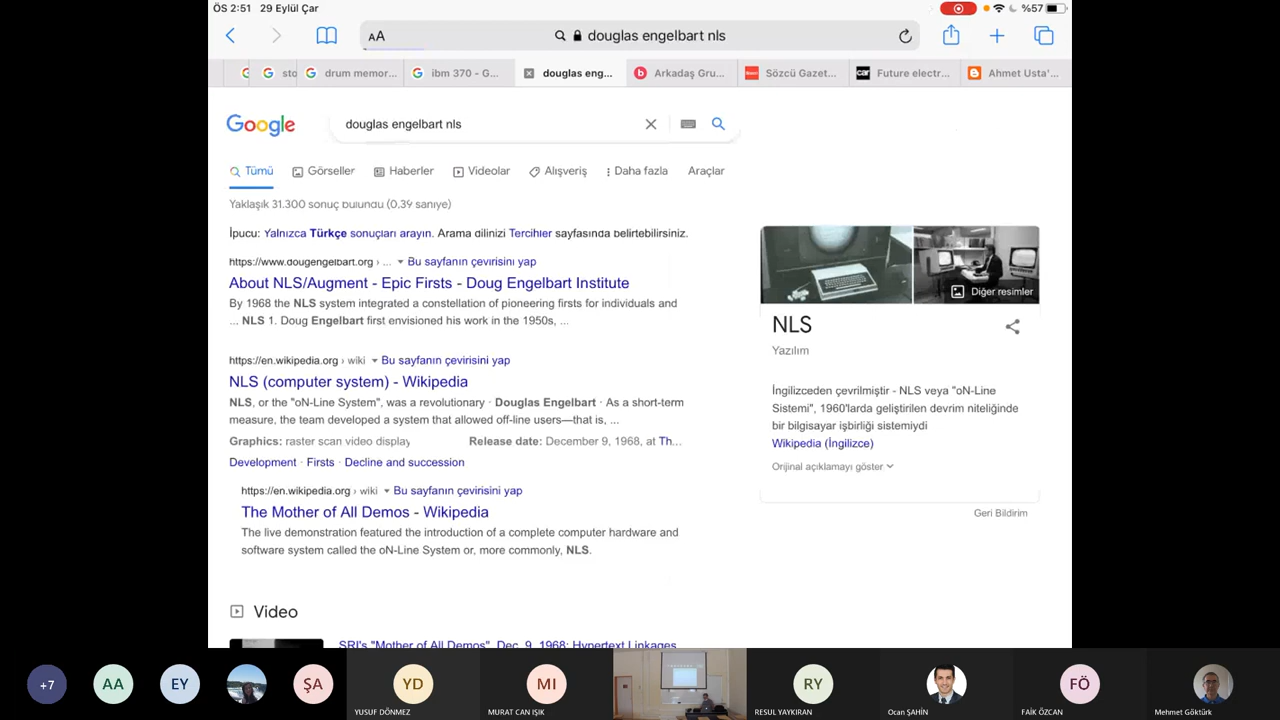 ÖS 2:51 29 Eylül Çar %57
AA douglas engelbart nls
sto drum memor... ibm 370 - G... douglas eng... Arkadaş Gru... Sözcü Gazet... Future electr... Ahmet Usta'...
Google douglas engelbart nls
Tümü Görseller Haberler Videolar Alışveriş Daha fazla Araçlar
Yaklaşık 31.300 sonuç bulundu (0,39 saniye)
İpucu: Yalnızca Türkçe sonuçları arayın. Arama dilinizi Tercihler sayfasında belirtebilirsiniz.
https://www.dougengelbart.org › ... Bu sayfanın çevirisini yap
About NLS/Augment - Epic Firsts - Doug Engelbart Institute
By 1968 the NLS system integrated a constellation of pioneering firsts for individuals and
... NLS 1. Doug Engelbart first envisioned his work in the 1950s, ...
https://en.wikipedia.org › wiki Bu sayfanın çevirisini yap
NLS (computer system) - Wikipedia
NLS, or the "oN-Line System", was a revolutionary · Douglas Engelbart · As a short-term
measure, the team developed a system that allowed off-line users—that is, ...
Graphics: raster scan video display Release date: December 9, 1968, at Th...
Development · Firsts · Decline and succession
https://en.wikipedia.org › wiki Bu sayfanın çevirisini yap
The Mother of All Demos - Wikipedia
The live demonstration featured the introduction of a complete computer hardware and
software system called the oN-Line System or, more commonly, NLS.
Video
SRI's "Mother of All Demos", Dec. 9, 1968: Hypertext Linkages
Diğer resimler
NLS
Yazılım
İngilizceden çevrilmiştir - NLS veya "oN-Line
Sistemi", 1960'larda geliştirilen devrim niteliğinde
bir bilgisayar işbirliği sistemiydi
Wikipedia (İngilizce)
Orijinal açıklamayı göster
Geri Bildirim
+7 AA EY ŞA YD MI RY FÖ
YUSUF DÖNMEZ MURAT CAN IŞIK RESUL YAYKIRAN Ocan ŞAHİN FAİK ÖZCAN Mehmet Göktürk